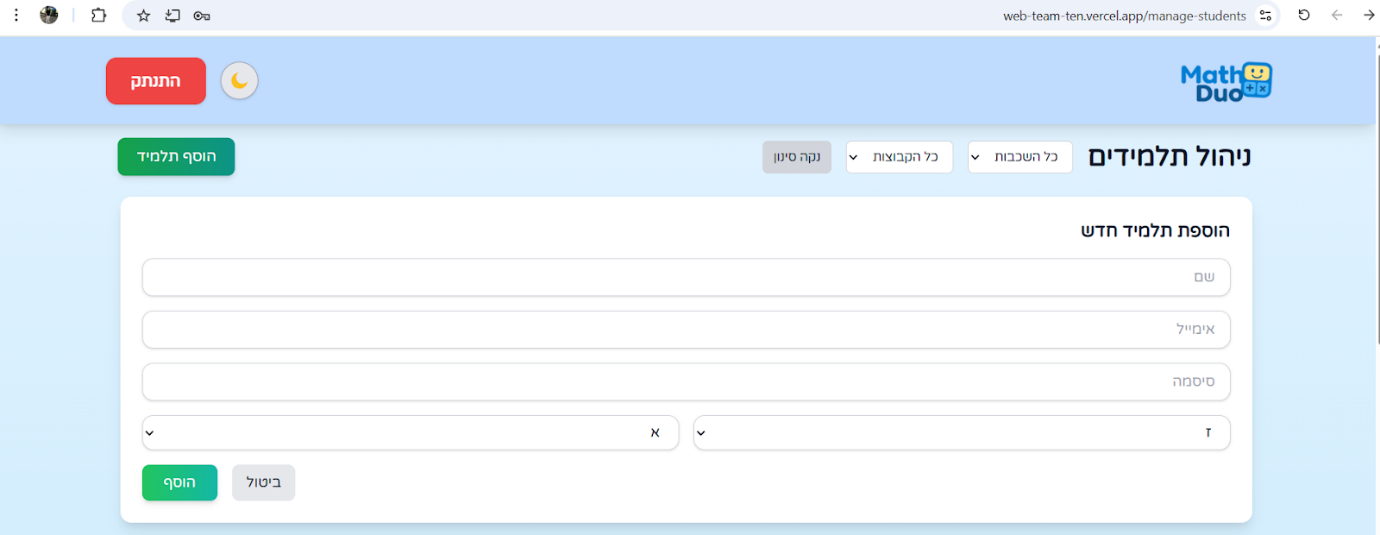 web-team-ten.vercel.app/manage-students
Math Duo
התנתק
ניהול תלמידים
כל השכבות
כל הקבוצות
נקה סינון
הוסף תלמיד
הוספת תלמיד חדש
שם
אימייל
סיסמה
ז
א
ביטול
הוסף